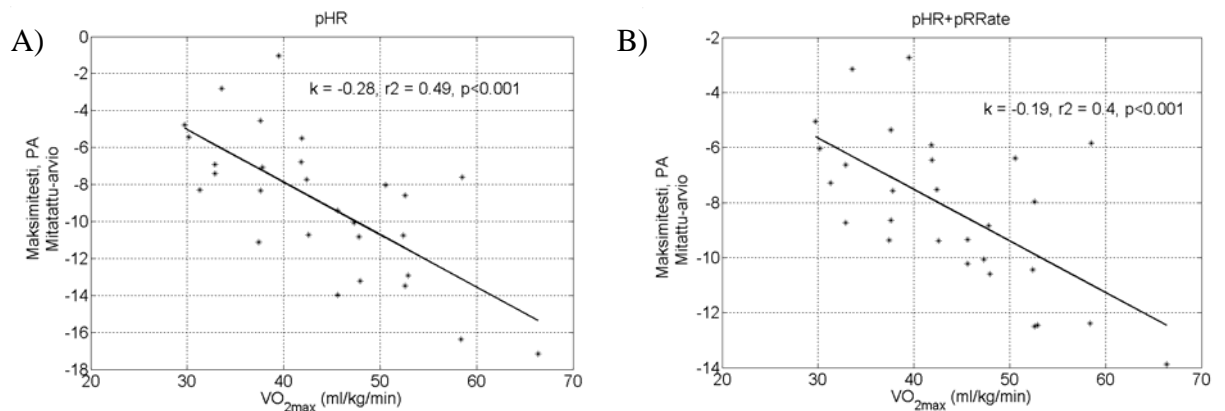 A)
pHR
k = -0.28, r2 = 0.49, p<0.001
Maksimitesti, PA
Mitatattu-arvio
0
-2
-4
-6
-8
-10
-12
-14
-16
-18
20 30 40 50 60 70
VO2max (ml/kg/min)
B)
pHR+pRRate
k = -0.19, r2 = 0.4, p<0.001
Maksimitesti, PA
Mitattu-arvio
-2
-4
-6
-8
-10
-12
-14
20 30 40 50 60 70
VO2max (ml/kg/min)